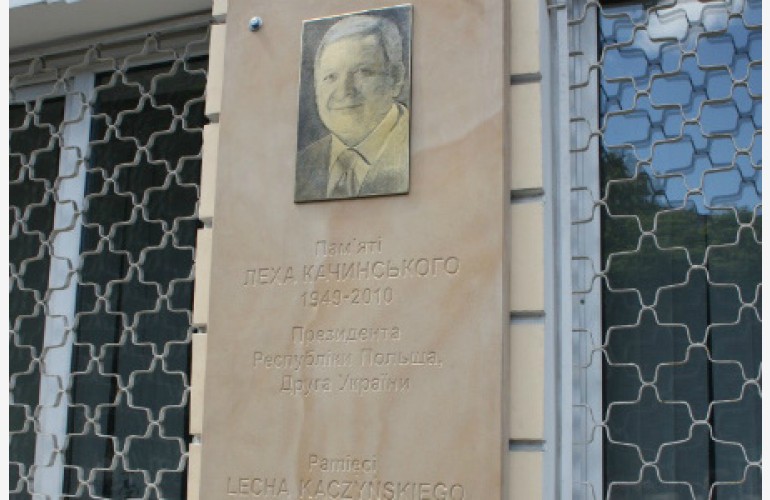 Пам'яті
ЛЕХА КАЧИНСЬКОГО
1949-2010
Президента
Республіки Польща,
Друга України
Pamięci
LECHA KACZYŃSKIEGO